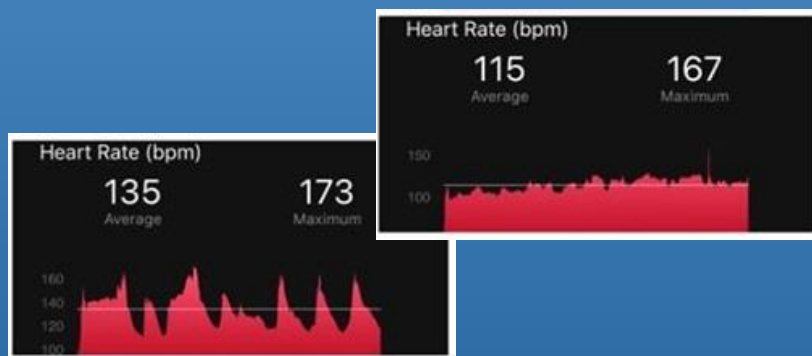 Heart Rate (bpm)
115 167
Average Maximum
150
100
Heart Rate (bpm)
135 173
Average Maximum
160
140
120
100